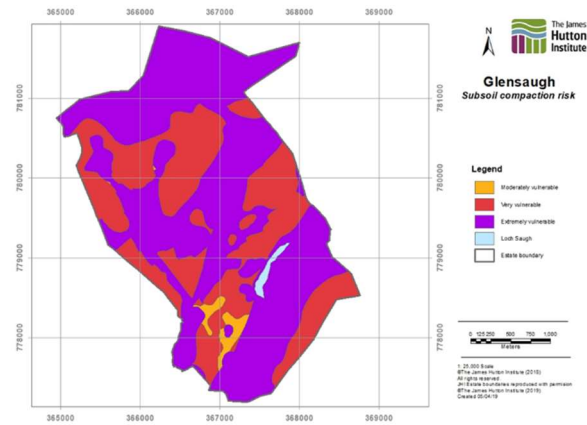 365000 366000 367000 368000 369000
The James
Hutton
Institute
N
Glensaugh
Subsoil compaction risk
781000 781000
780000 780000
779000 779000
778000 778000
Legend
Moderately vulnerable
Very vulnerable
Extremely vulnerable
Loch Saugh
Estate boundary
0 125 250 500 750 1,000
Meters
1: 25,000 Scale
©The James Hutton Institute (2015)
All rights reserved
JHI Estate boundaries reproduced with permission
©The James Hutton Institute (2019)
Created 05/04/19
365000 366000 367000 368000 369000